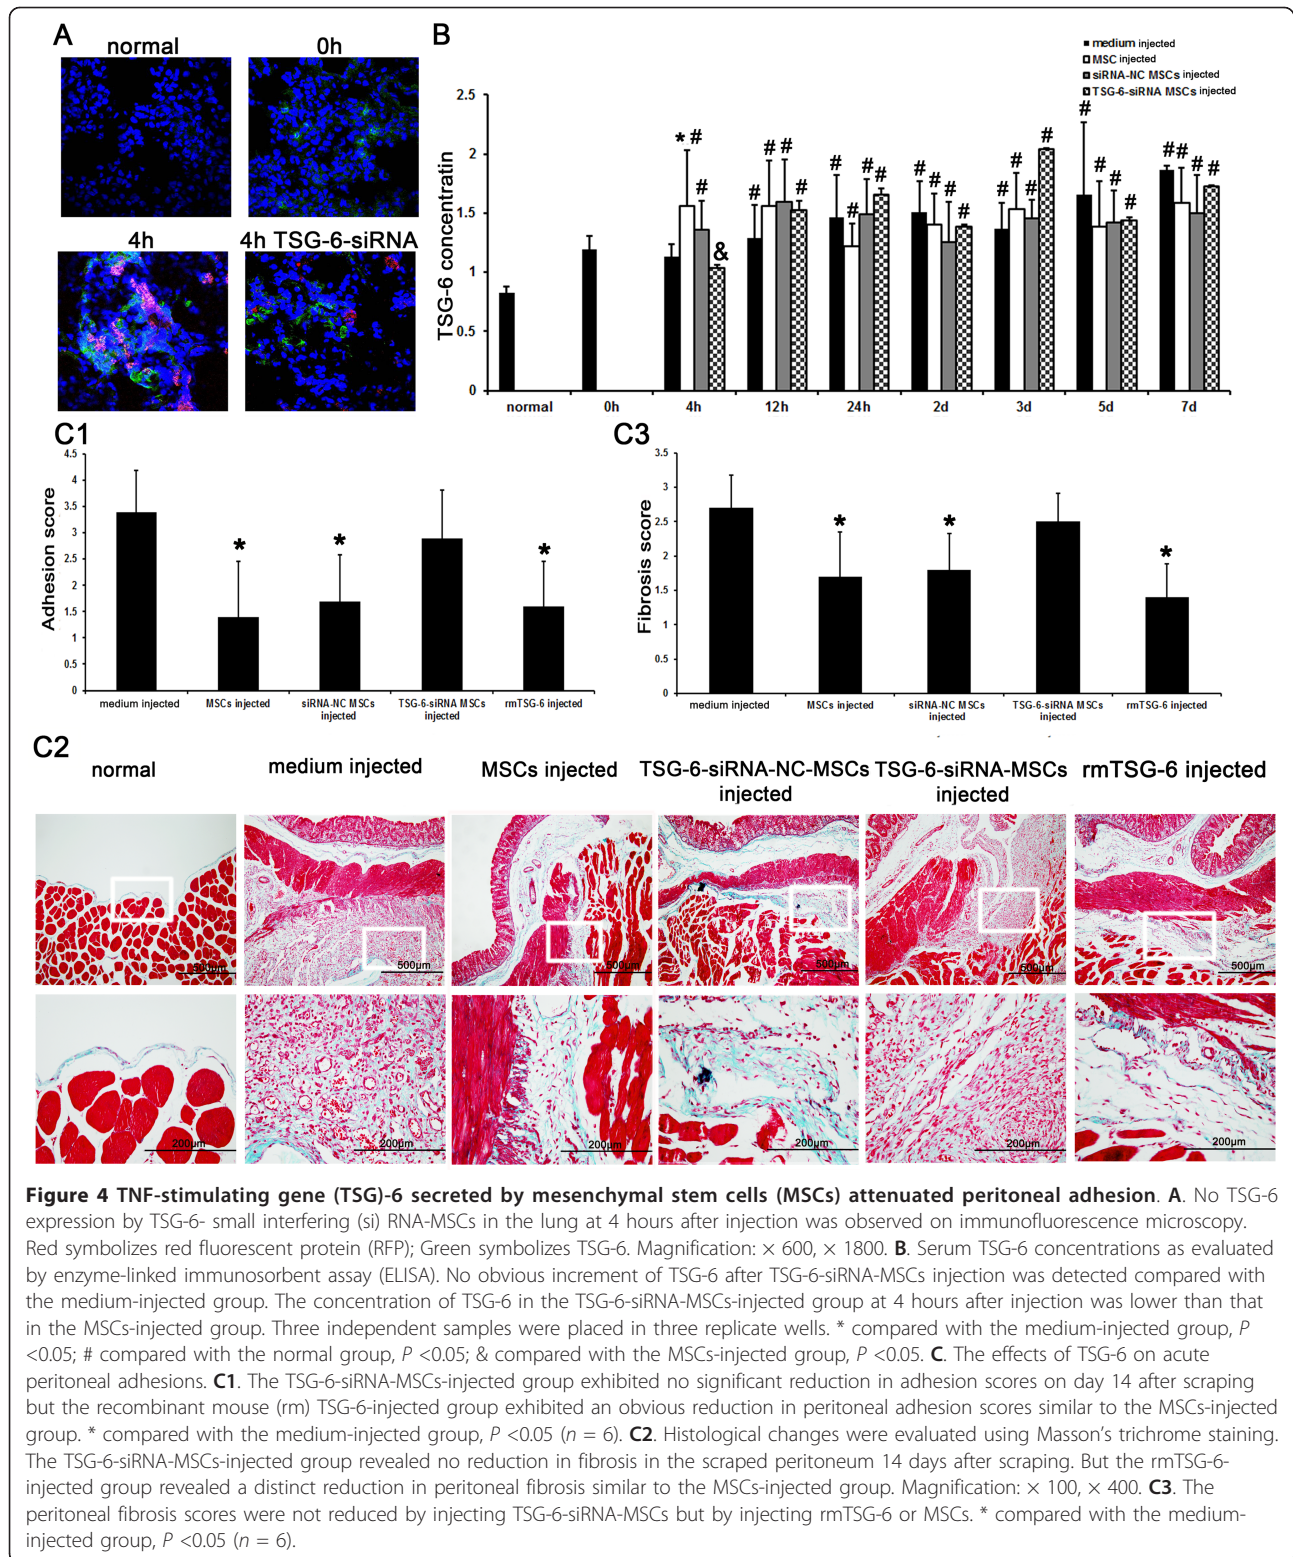 A
normal
0h
4h
4h TSG-6-siRNA
B
medium injected
MSC injected
siRNA-NC MSCs injected
TSG-6-siRNA MSCs injected
TSG-6 concentratin
2.5
2
1.5
1
0.5
0
* #
#
&
# # # #
# # # #
# # # #
# # # #
# # # #
# # # #
normal 0h 4h 12h 24h 2d 3d 5d 7d
C1
Adhesion score
4.5
4
3.5
3
2.5
2
1.5
1
0.5
0
* * *
medium injected MSCs injected siRNA-NC MSCs injected TSG-6-siRNA MSCs injected rmTSG-6 injected
C3
Fibrosis score
3.5
3
2.5
2
1.5
1
0.5
0
* * *
medium injected MSCs injected siRNA-NC MSCs injected TSG-6-siRNA MSCs injected rmTSG-6 injected
C2
normal
medium injected
MSCs injected
TSG-6-siRNA-NC-MSCs
injected
TSG-6-siRNA-MSCs
injected
rmTSG-6 injected
500μm 500μm 500μm 500μm 500μm 500μm
200μm 200μm 200μm 200μm 200μm 200μm
Figure 4 TNF-stimulating gene (TSG)-6 secreted by mesenchymal stem cells (MSCs) attenuated peritoneal adhesion. A. No TSG-6
expression by TSG-6- small interfering (si) RNA-MSCs in the lung at 4 hours after injection was observed on immunofluorescence microscopy.
Red symbolizes red fluorescent protein (RFP); Green symbolizes TSG-6. Magnification: × 600, × 1800. B. Serum TSG-6 concentrations as evaluated
by enzyme-linked immunosorbent assay (ELISA). No obvious increment of TSG-6 after TSG-6-siRNA-MSCs injection was detected compared with
the medium-injected group. The concentration of TSG-6 in the TSG-6-siRNA-MSCs-injected group at 4 hours after injection was lower than that
in the MSCs-injected group. Three independent samples were placed in three replicate wells. * compared with the medium-injected group, P
<0.05; # compared with the normal group, P <0.05; & compared with the MSCs-injected group, P <0.05. C. The effects of TSG-6 on acute
peritoneal adhesions. C1. The TSG-6-siRNA-MSCs-injected group exhibited no significant reduction in adhesion scores on day 14 after scraping
but the recombinant mouse (rm) TSG-6-injected group exhibited an obvious reduction in peritoneal adhesion scores similar to the MSCs-injected
group. * compared with the medium-injected group, P <0.05 (n = 6). C2. Histological changes were evaluated using Masson's trichrome staining.
The TSG-6-siRNA-MSCs-injected group revealed no reduction in fibrosis in the scraped peritoneum 14 days after scraping. But the rmTSG-6-
injected group revealed a distinct reduction in peritoneal fibrosis similar to the MSCs-injected group. Magnification: × 100, × 400. C3. The
peritoneal fibrosis scores were not reduced by injecting TSG-6-siRNA-MSCs but by injecting rmTSG-6 or MSCs. * compared with the medium-
injected group, P <0.05 (n = 6).